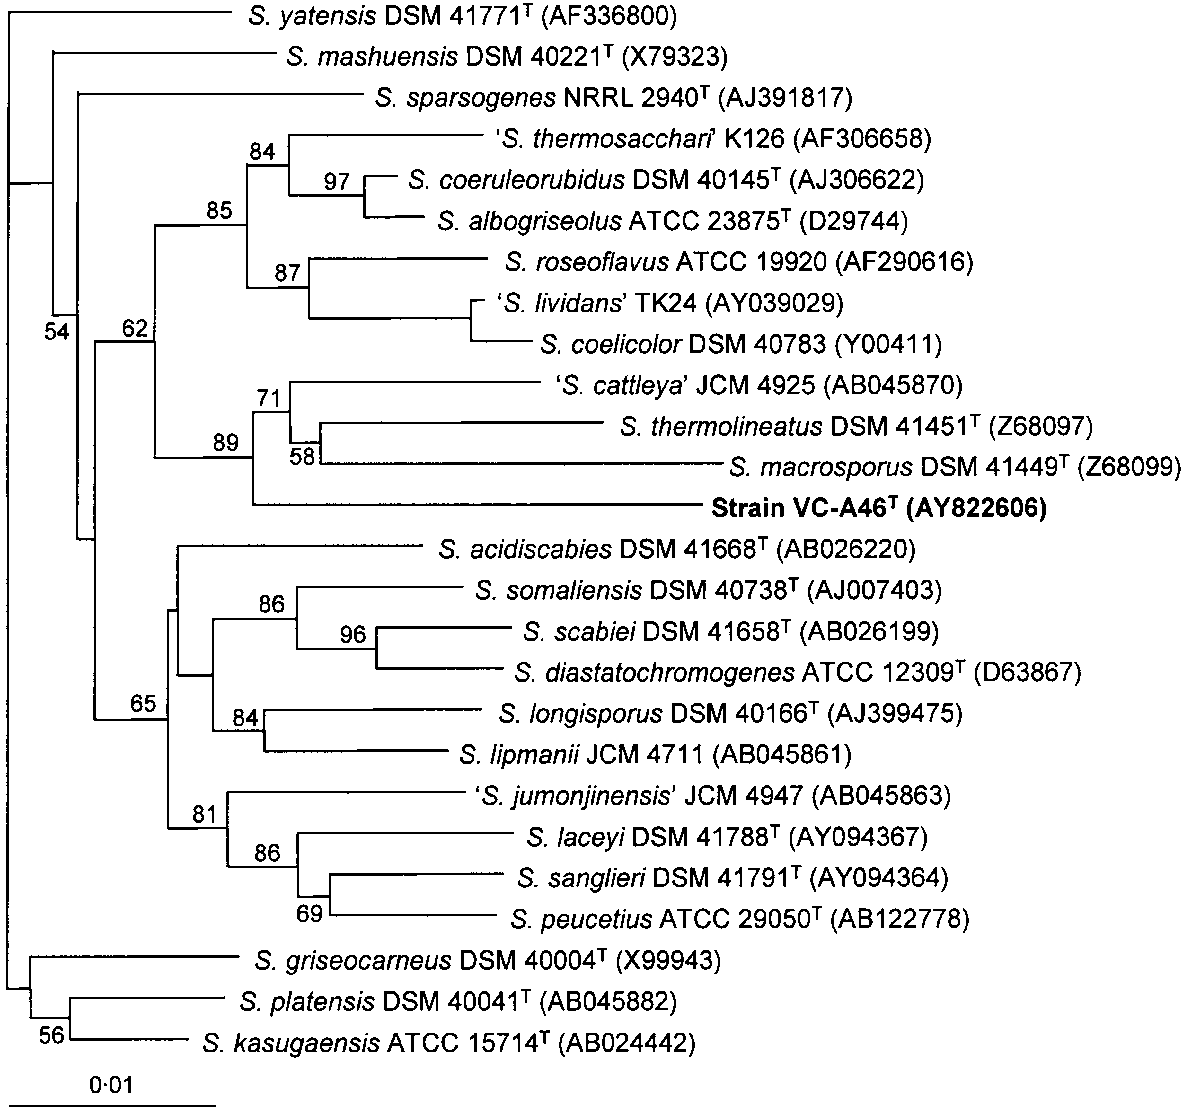 S. yatensis DSM 41771ᵀ (AF336800)
S. mashuensis DSM 40221ᵀ (X79323)
S. sparsogenes NRRL 2940ᵀ (AJ391817)
'S. thermosacchari' K126 (AF306658)
84
S. coeruleorubidus DSM 40145ᵀ (AJ306622)
97
S. albogriseolus ATCC 23875ᵀ (D29744)
85
S. roseoflavus ATCC 19920 (AF290616)
87
'S. lividans' TK24 (AY039029)
54
62
S. coelicolor DSM 40783 (Y00411)
'S. cattleya' JCM 4925 (AB045870)
71
S. thermolineatus DSM 41451ᵀ (Z68097)
89
58
S. macrosporus DSM 41449ᵀ (Z68099)
Strain VC-A46ᵀ (AY822606)
S. acidiscabies DSM 41668ᵀ (AB026220)
S. somaliensis DSM 40738ᵀ (AJ007403)
86
S. scabiei DSM 41658ᵀ (AB026199)
96
S. diastatochromogenes ATCC 12309ᵀ (D63867)
65
84
S. longisporus DSM 40166ᵀ (AJ399475)
S. lipmanii JCM 4711 (AB045861)
'S. jumonjinensis' JCM 4947 (AB045863)
81
S. laceyi DSM 41788ᵀ (AY094367)
86
S. sanglieri DSM 41791ᵀ (AY094364)
69
S. peucetius ATCC 29050ᵀ (AB122778)
S. griseocarneus DSM 40004ᵀ (X99943)
S. platensis DSM 40041ᵀ (AB045882)
56
S. kasugaensis ATCC 15714ᵀ (AB024442)
0·01